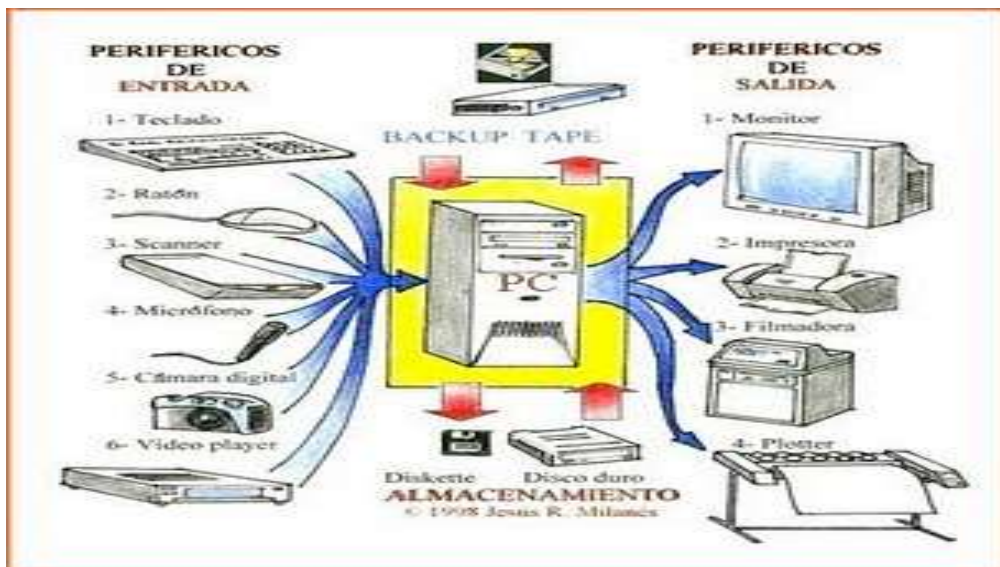 PERIFERICOS
DE
ENTRADA
1- Teclado
2- Ratón
3- Scanner
4- Micrófono
5- Cámara digital
6- Video player
BACKUP TAPE
PC
Diskette Disco duro
ALMACENAMIENTO
© 1998 Jesus R. Milanés
PERIFERICOS
DE
SALIDA
1- Monitor
2- Impresora
3- Filmadora
4- Plotter